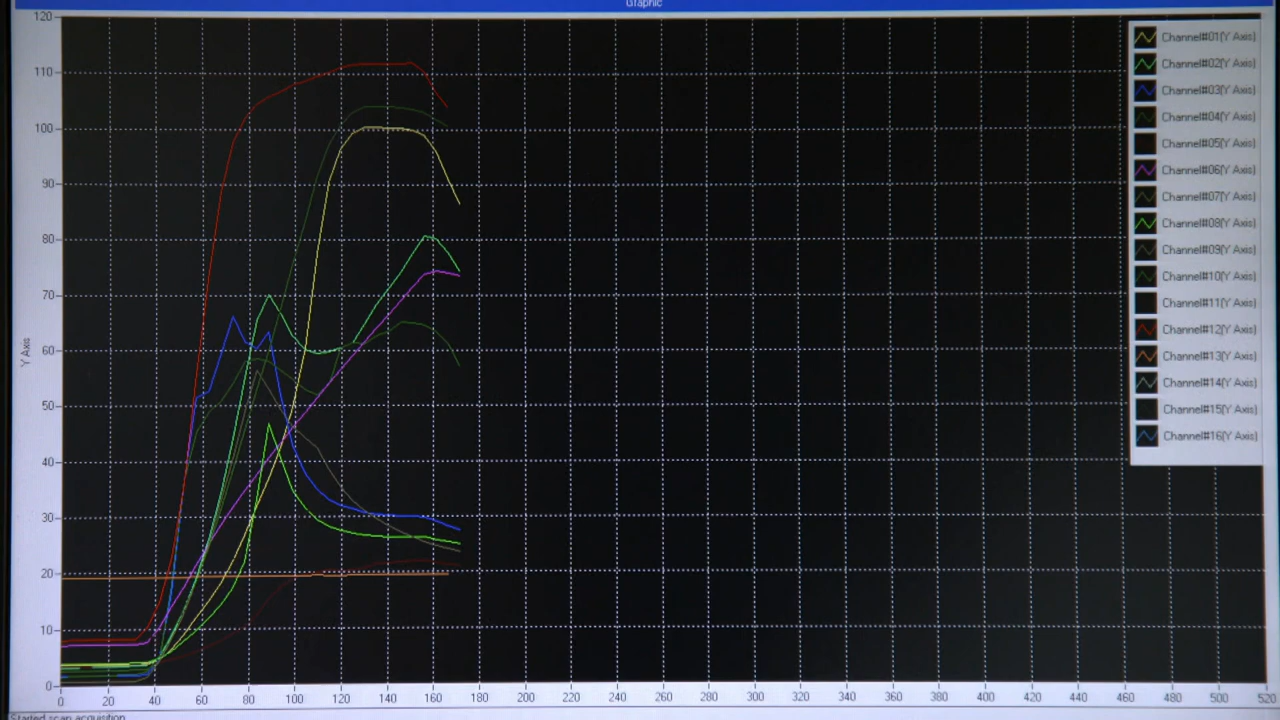 Graphic
120
110
100
90
80
70
60
50
40
30
20
10
0
Y Axis
0 20 40 60 80 100 120 140 160 180 200 220 240 260 280 300 320 340 360 380 400 420 440 460 480 500 520
Channel#01(Y Axis)
Channel#02(Y Axis)
Channel#03(Y Axis)
Channel#04(Y Axis)
Channel#05(Y Axis)
Channel#06(Y Axis)
Channel#07(Y Axis)
Channel#08(Y Axis)
Channel#09(Y Axis)
Channel#10(Y Axis)
Channel#11(Y Axis)
Channel#12(Y Axis)
Channel#13(Y Axis)
Channel#14(Y Axis)
Channel#15(Y Axis)
Channel#16(Y Axis)
Started scan acquisition